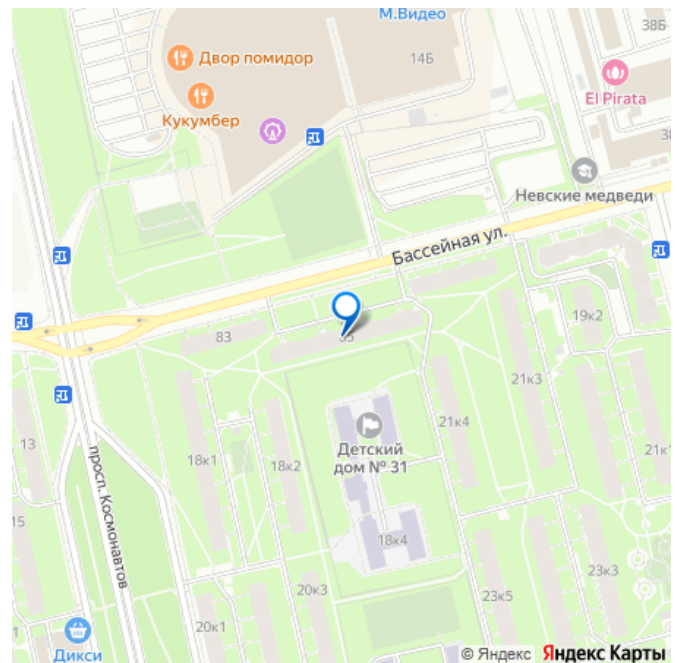 М.Видео
38Б
Двор помидор
14Б
El Pirata
Кукумбер
Невские медведи
Бассейная ул.
19к2
83
21к3
21к4
13
Детский
дом № 31
18к1
18к2
21к
просп. Космонавтов
15
18к4
23к3
20к3
23к5
20к1
Дикси
© Яндекс Яндекс Карты